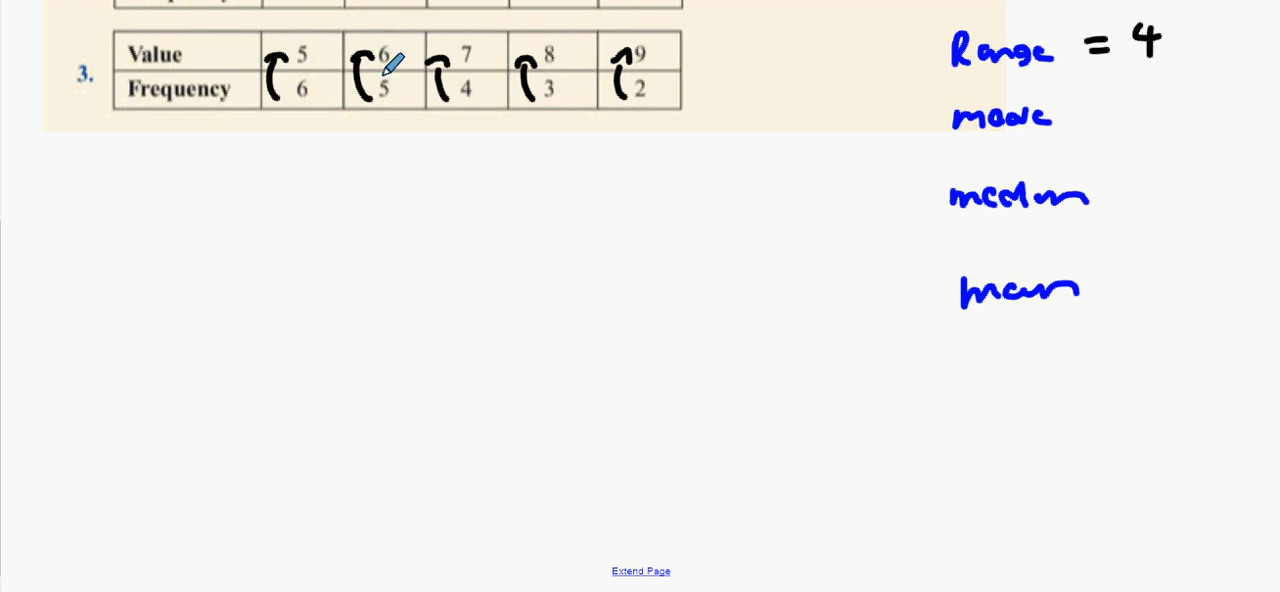 Value 5 6 7 8 9
3.
Frequency 6 5 4 3 2
Range = 4
mode
median
mean
Extend Page